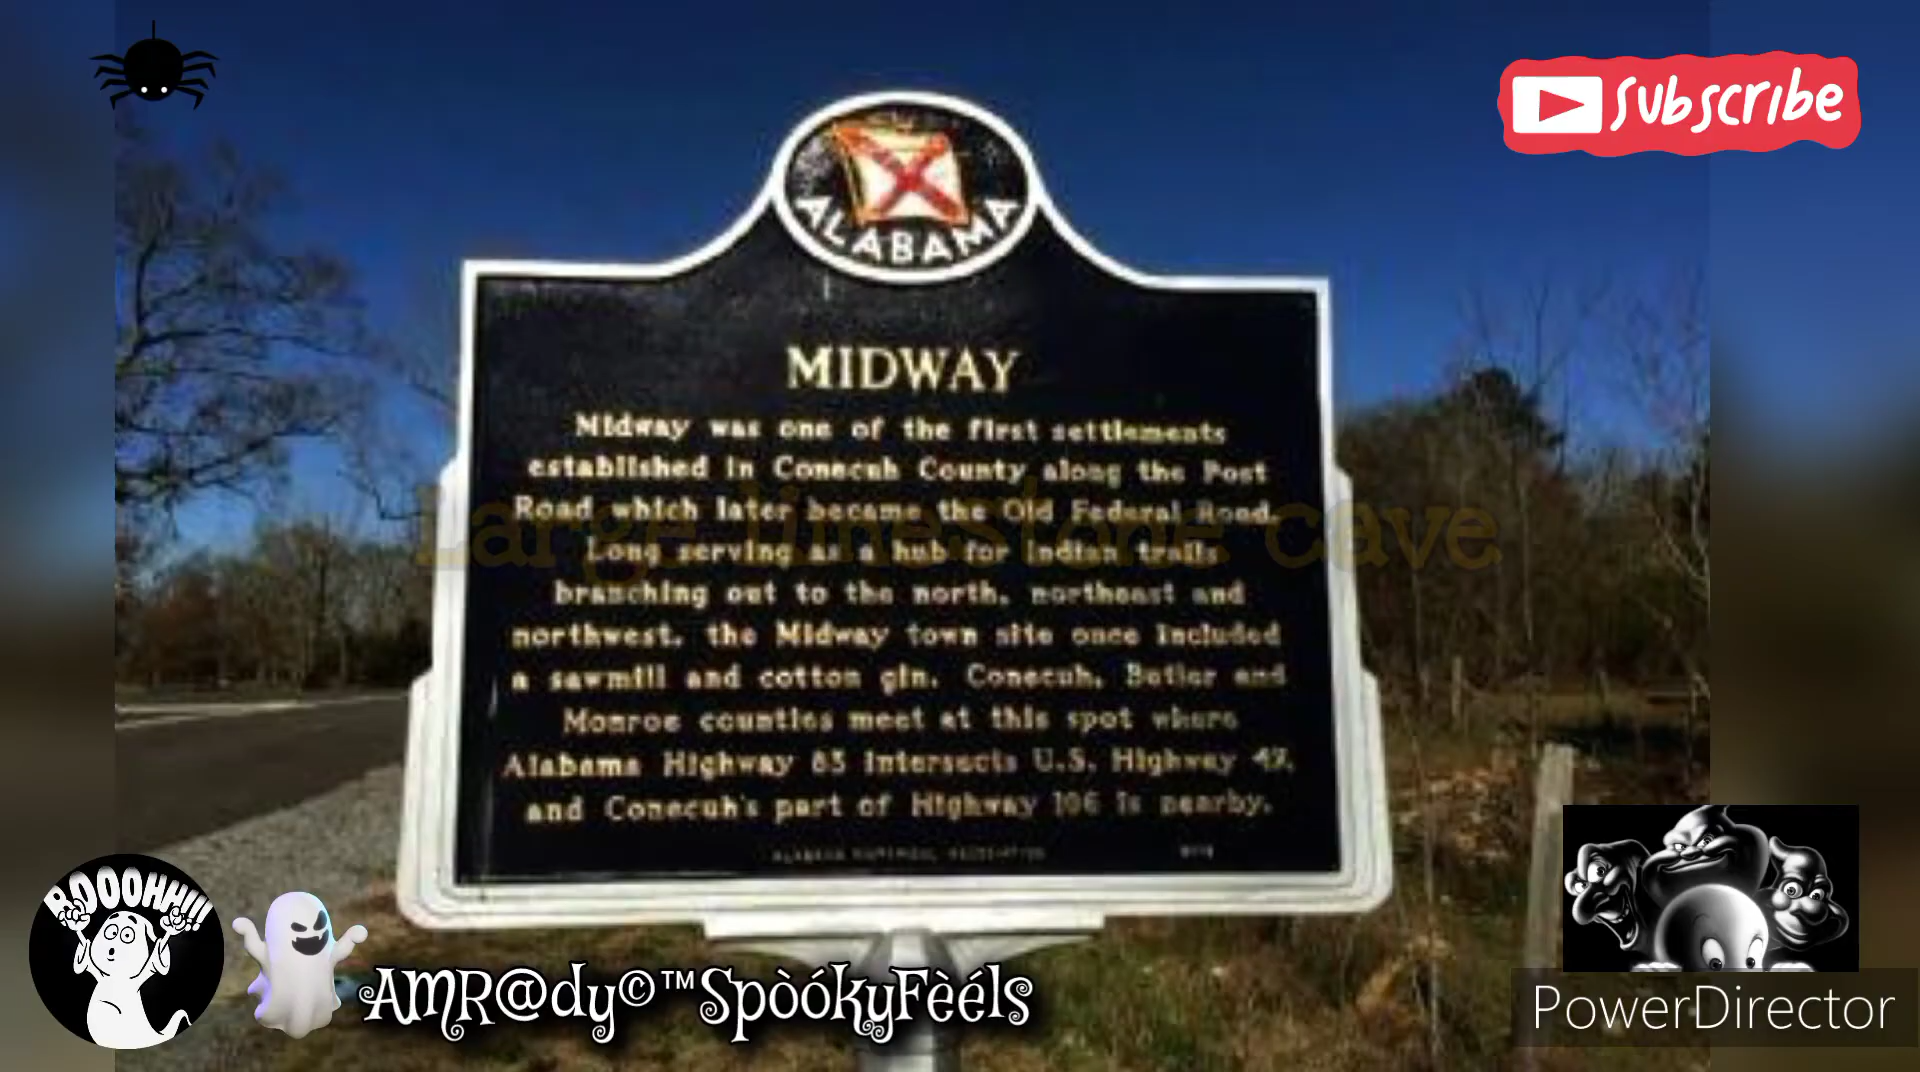 Subscribe
ALABAMA
MIDWAY
Midway was one of the first settlements
established in Conecuh County along the Post
Road which later became the Old Federal Road.
Large limestone cave
Long serving as a hub for Indian trails
branching out to the north, northeast and
northwest, the Midway town site once included
a sawmill and cotton gin. Conecuh, Butler and
Monroe counties meet at this spot where
Alabama Highway 83 intersects U.S. Highway
and Conecuh's part of Highway 106 is nearby.
BOOOHH!!!
AMR@dy©™SpòókyFèéls
PowerDirector